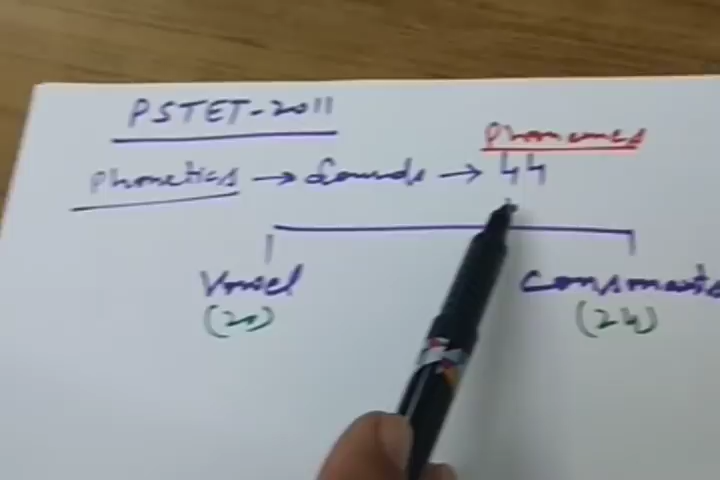 PSTET-2011
Phonemes
Phonetics → Sounds → 44
Vowel
Consonants
(20)
(24)